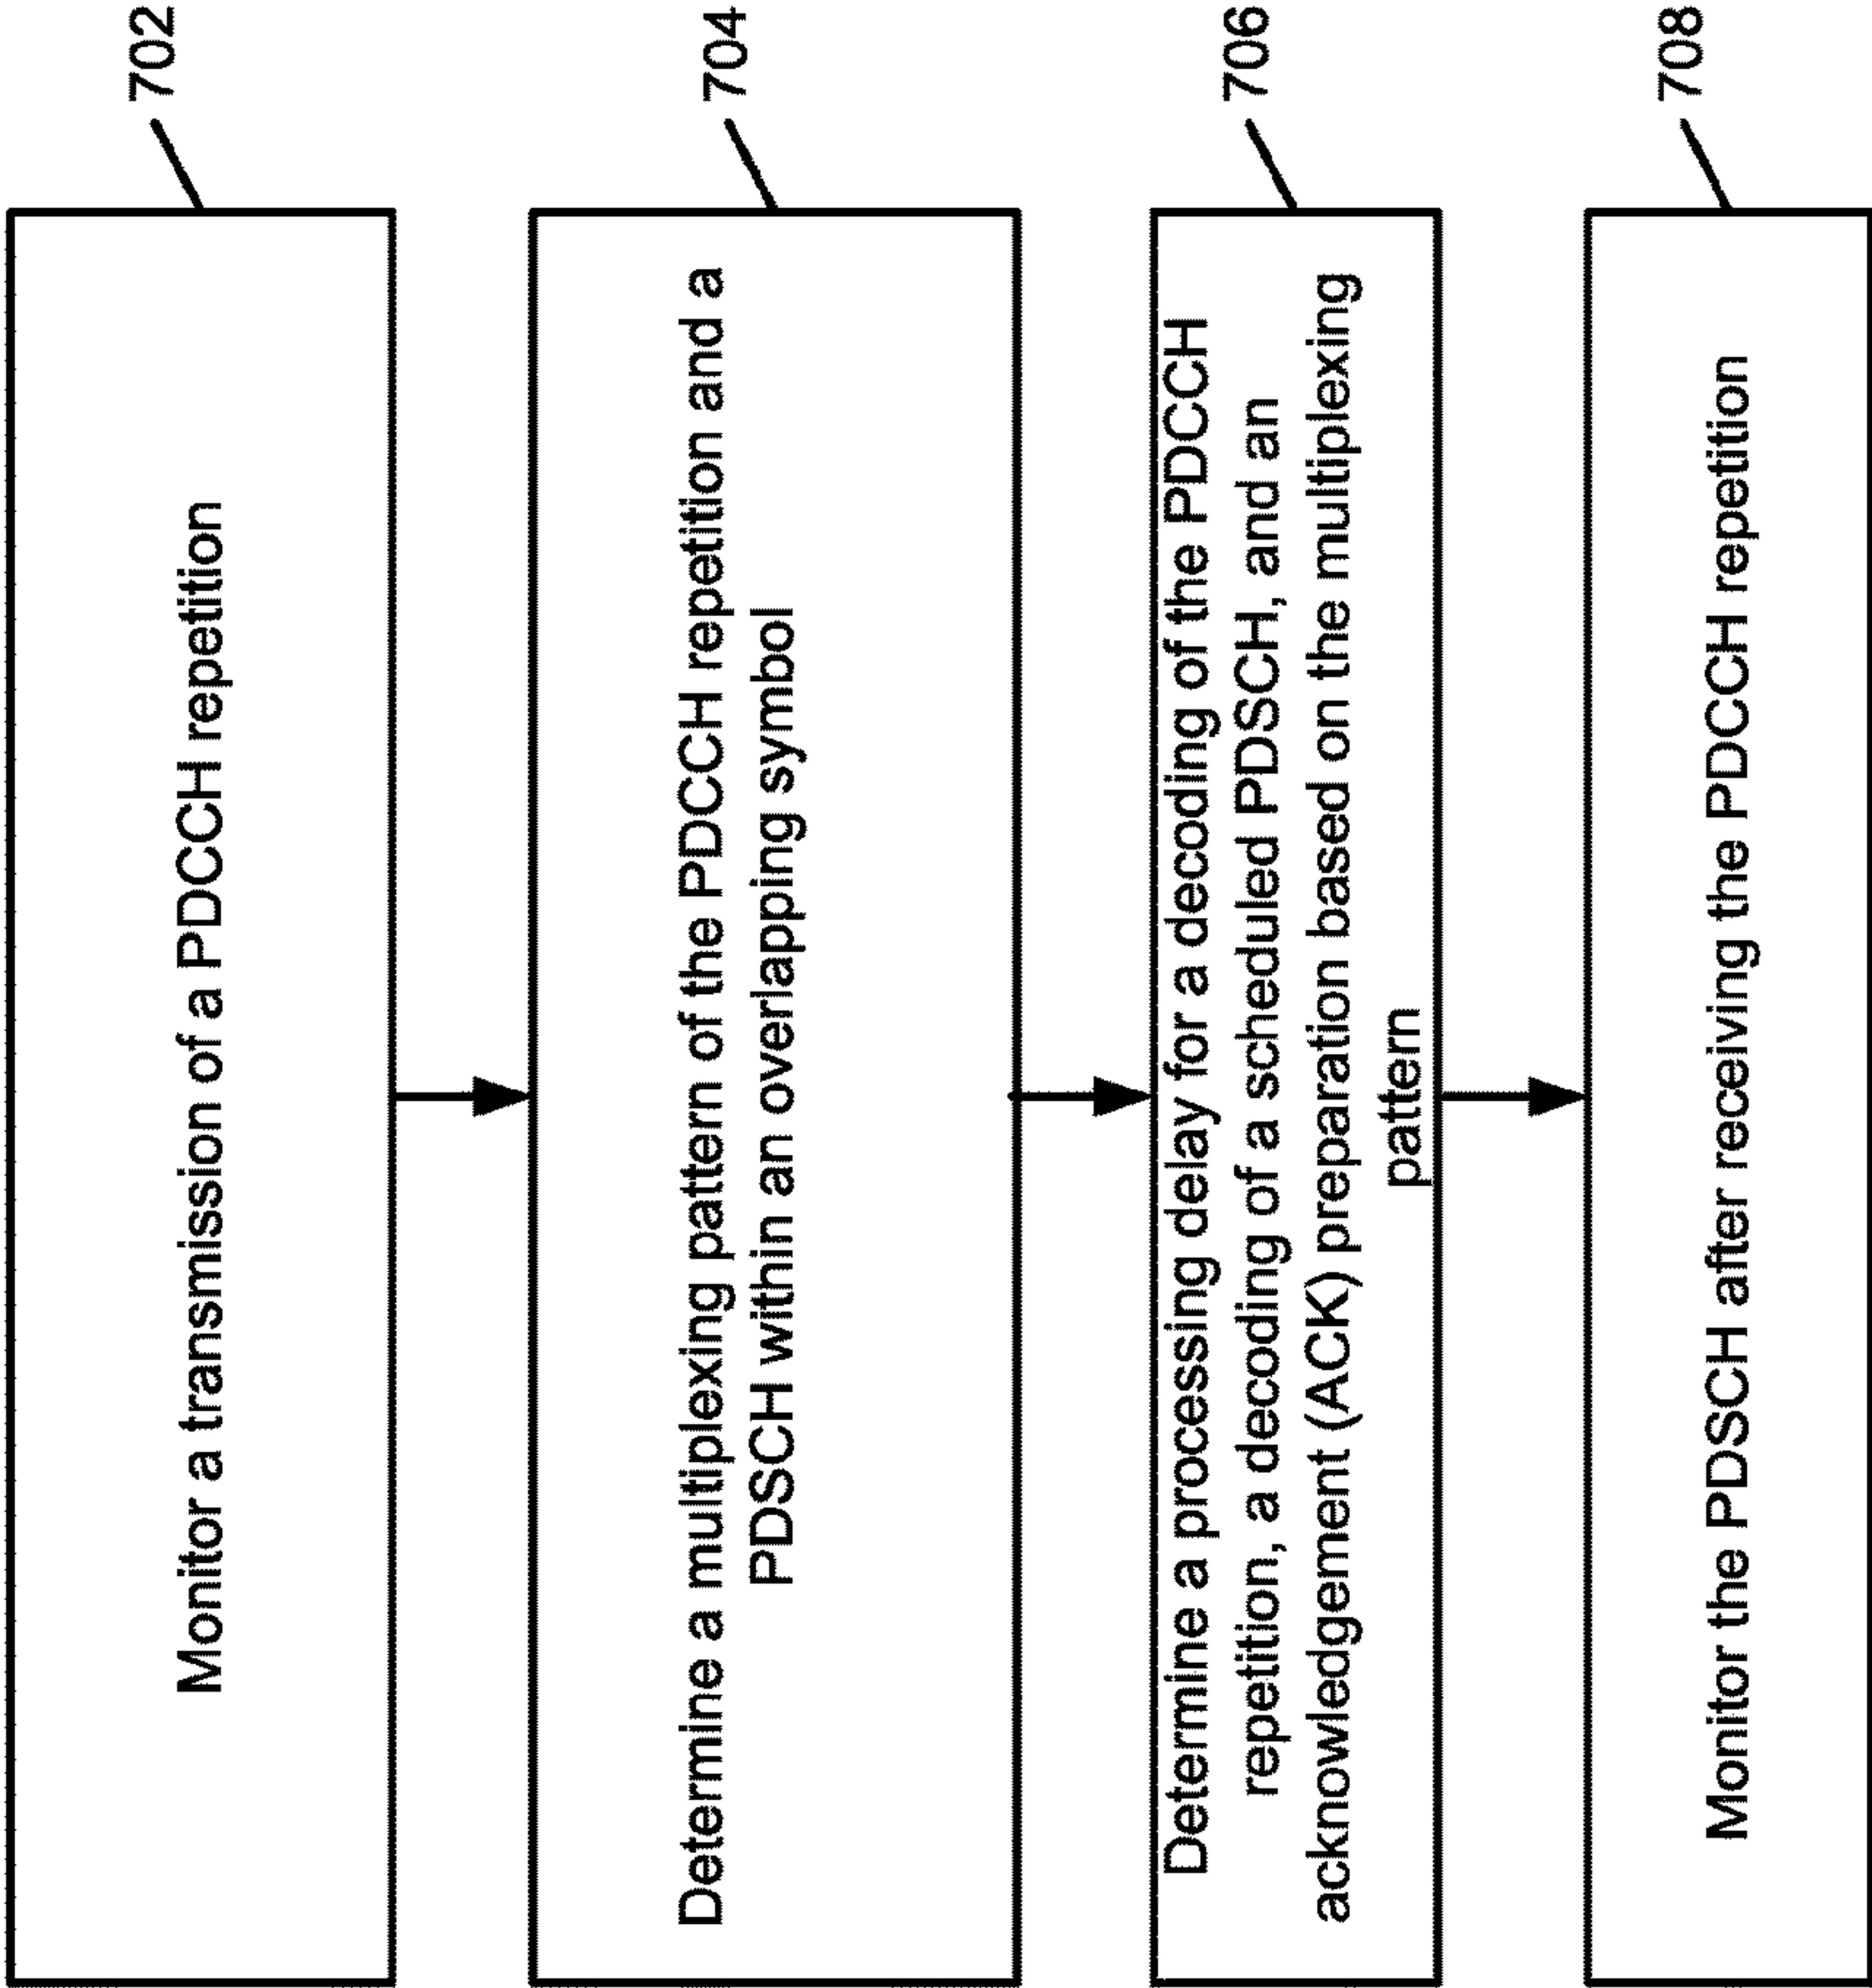 702
Monitor a transmission of a PDCCH repetition
704
Determine a multiplexing pattern of the PDCCH repetition and a
PDSCH within an overlapping symbol
706
Determine a processing delay for a decoding of the PDCCH
repetition, a decoding of a scheduled PDSCH, and an
acknowledgement (ACK) preparation based on the multiplexing
pattern
708
Monitor the PDSCH after receiving the PDCCH repetition